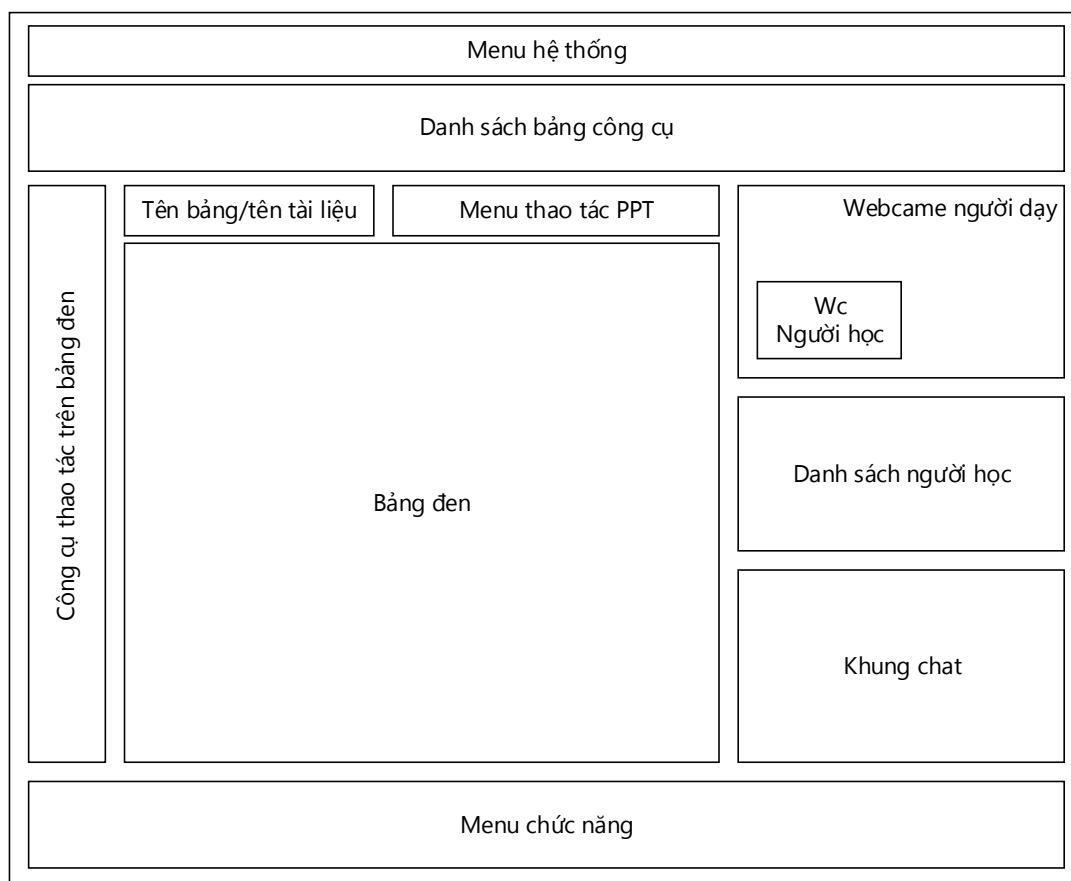 Menu hệ thống
Danh sách bảng công cụ
Công cụ thao tác trên bảng đen
Tên bảng/tên tài liệu
Menu thao tác PPT
Bảng đen
Webcame người dạy
Wc
Người học
Danh sách người học
Khung chat
Menu chức năng